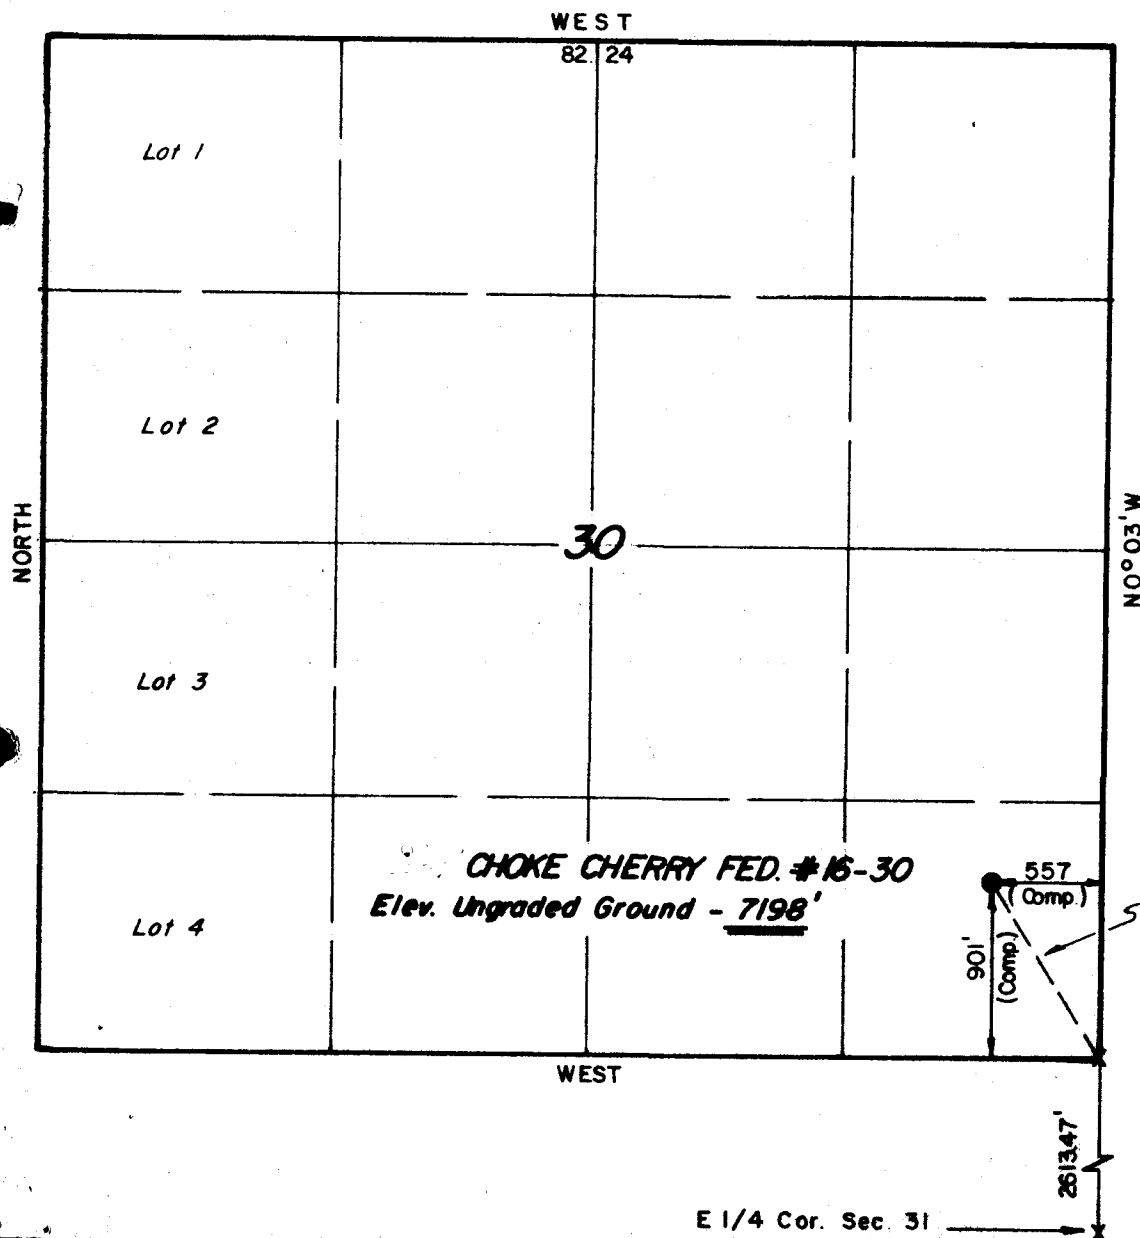 WEST
82.24
Lot 1
Lot 2
NORTH
30
N0°03'W
Lot 3
CHOKE CHERRY FED. #16-30
Elev. Ungraded Ground - 7198'
557
(Comp.)
901'
(Comp.)
S
Lot 4
WEST
2613.47'
E 1/4 Cor. Sec. 31